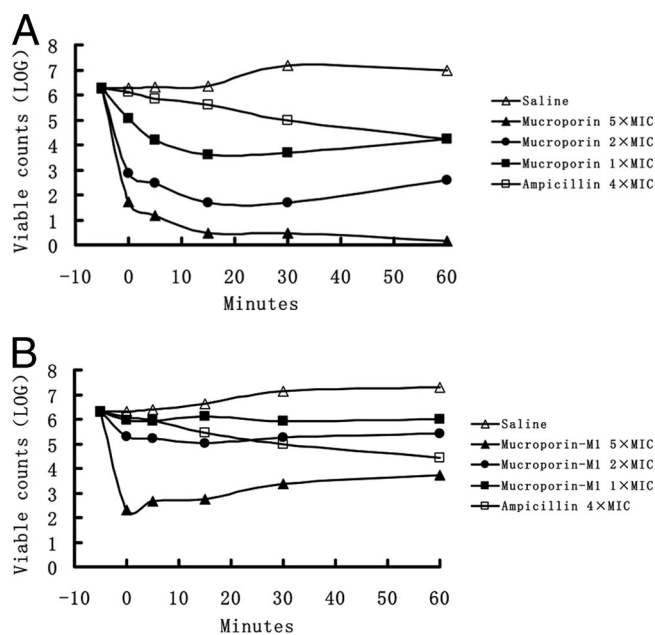 A
Viable counts (LOG)
8
7
6
5
4
3
2
1
0
-10 0 10 20 30 40 50 60
Minutes
Saline
Mucroporin 5×MIC
Mucroporin 2×MIC
Mucroporin 1×MIC
Ampicillin 4×MIC
B
Viable counts (LOG)
8
7
6
5
4
3
2
1
0
-10 0 10 20 30 40 50 60
Minutes
Saline
Mucroporin-M1 5×MIC
Mucroporin-M1 2×MIC
Mucroporin-M1 1×MIC
Ampicillin 4×MIC